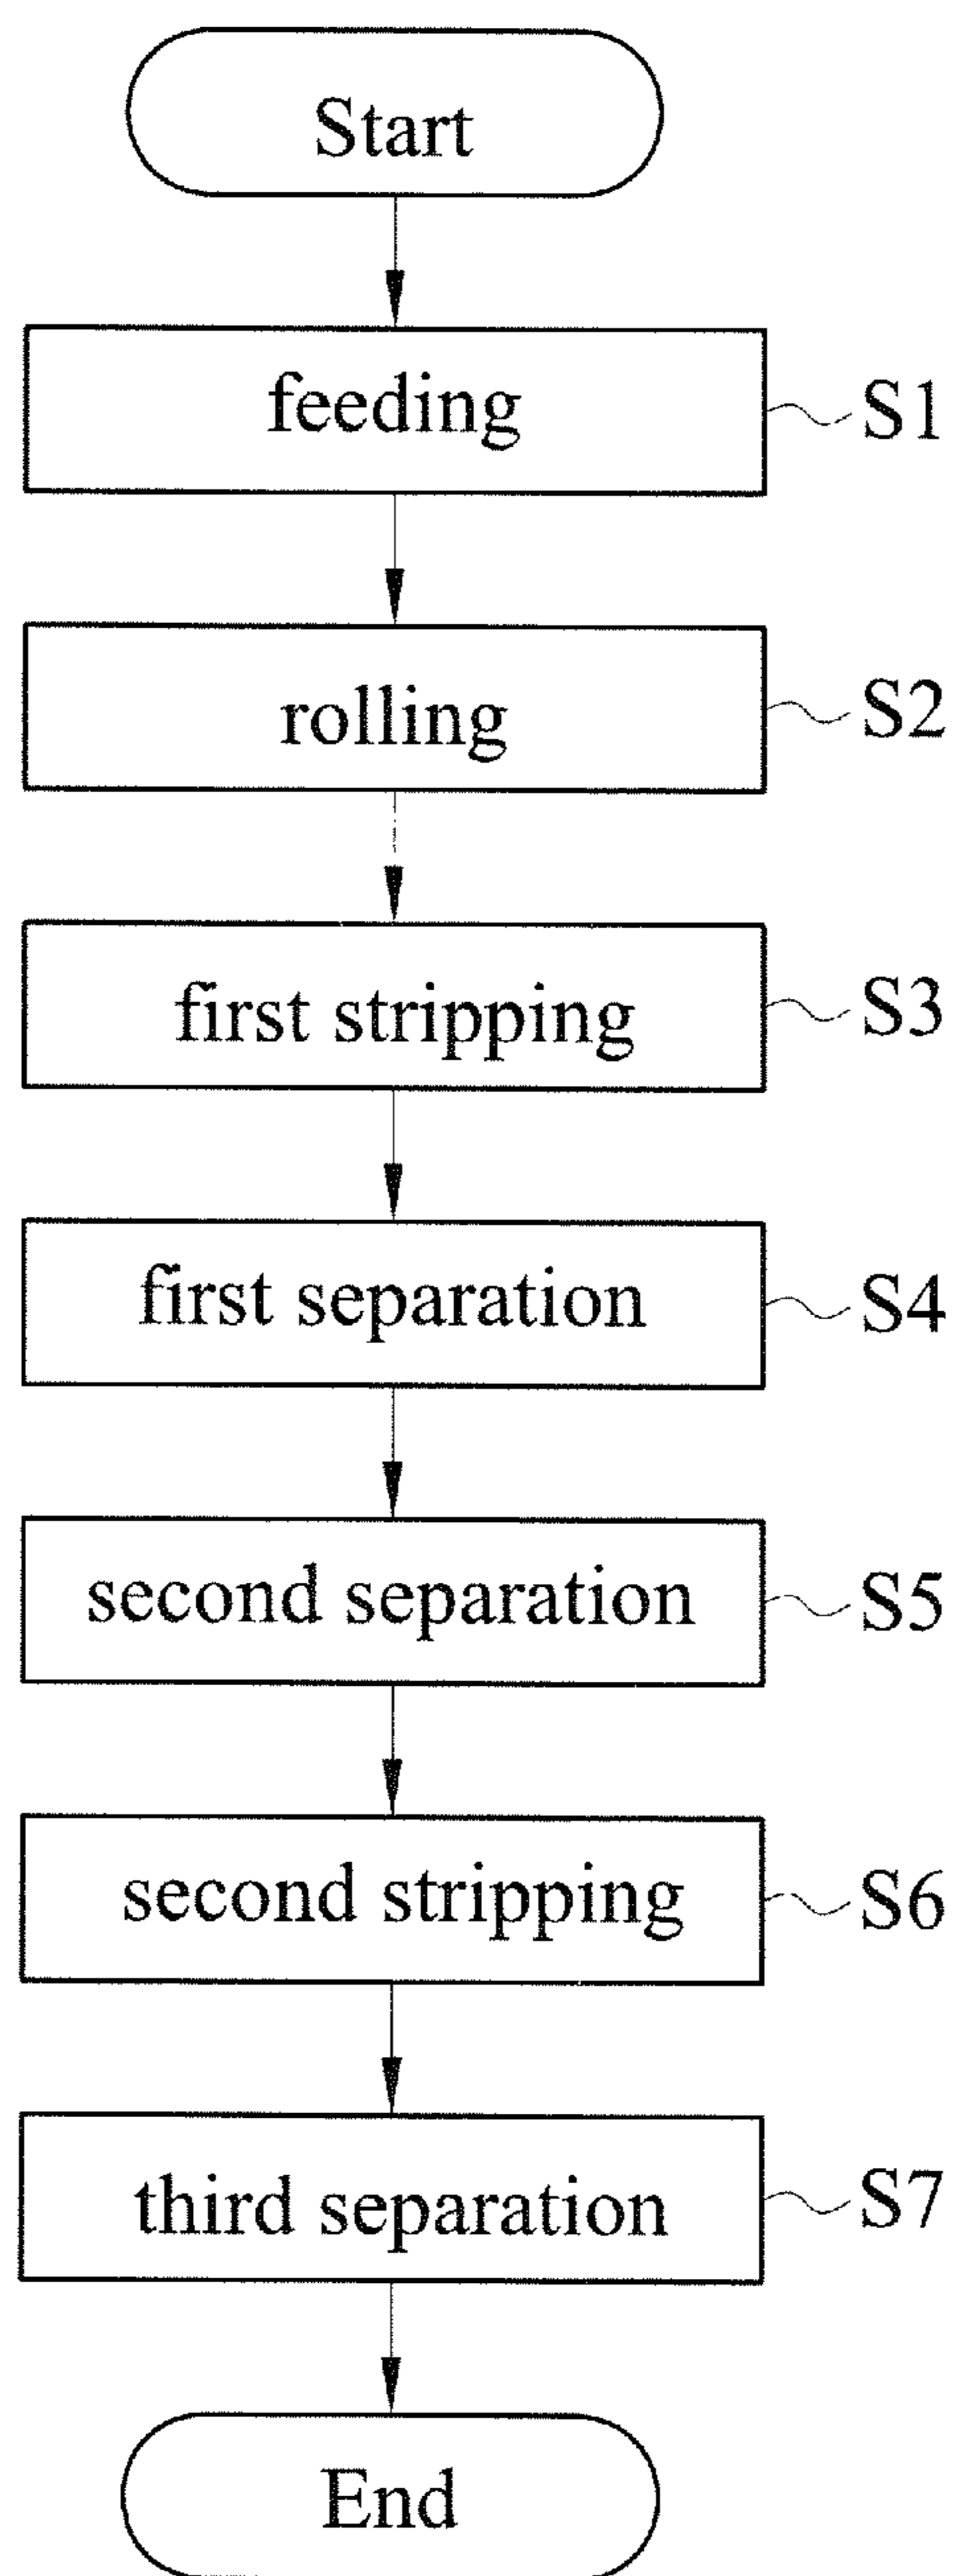 Start
feeding
S1
rolling
S2
first stripping
S3
first separation
S4
second separation
S5
second stripping
S6
third separation
S7
End